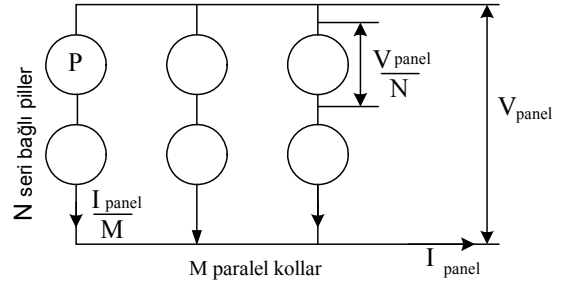 N seri bağlı piller
P
V panel
N
V panel
I panel
M
M paralel kollar
I panel